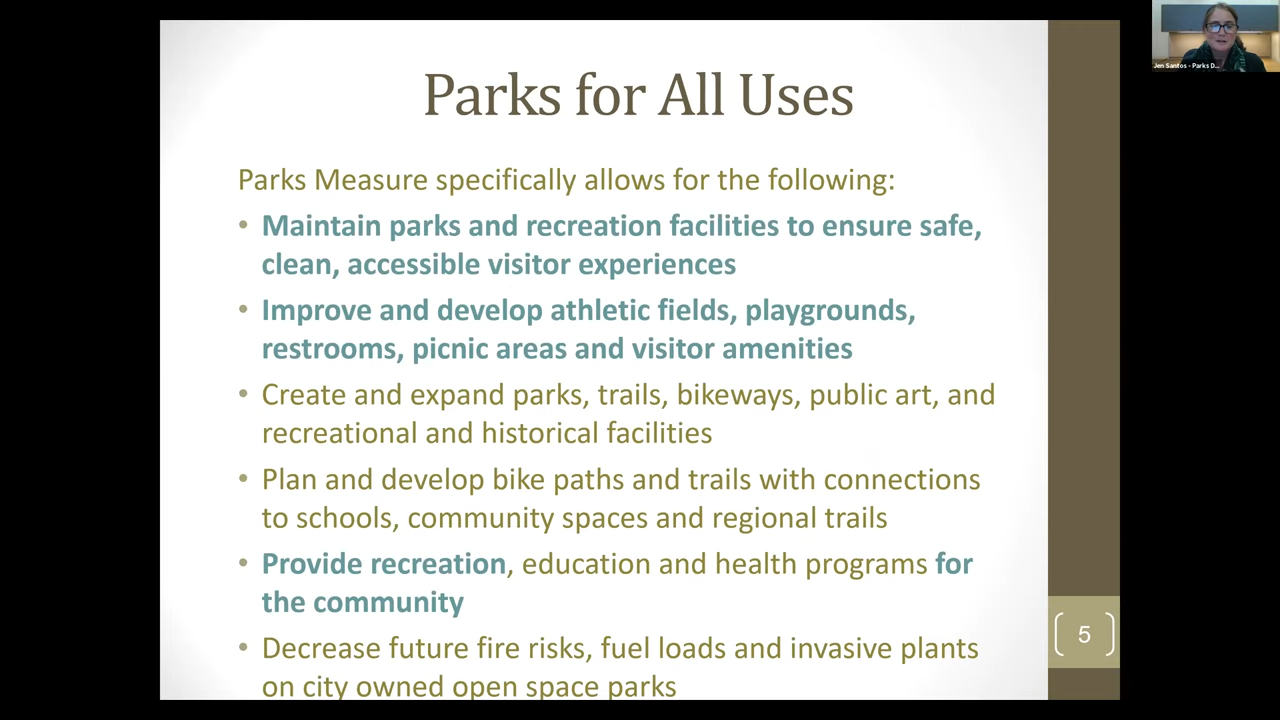 Parks for All Uses
Parks Measure specifically allows for the following:
• Maintain parks and recreation facilities to ensure safe,
clean, accessible visitor experiences
• Improve and develop athletic fields, playgrounds,
restrooms, picnic areas and visitor amenities
• Create and expand parks, trails, bikeways, public art, and
recreational and historical facilities
• Plan and develop bike paths and trails with connections
to schools, community spaces and regional trails
• Provide recreation, education and health programs for
the community
• Decrease future fire risks, fuel loads and invasive plants
on city owned open space parks
5
Jen Santos - Parks D...